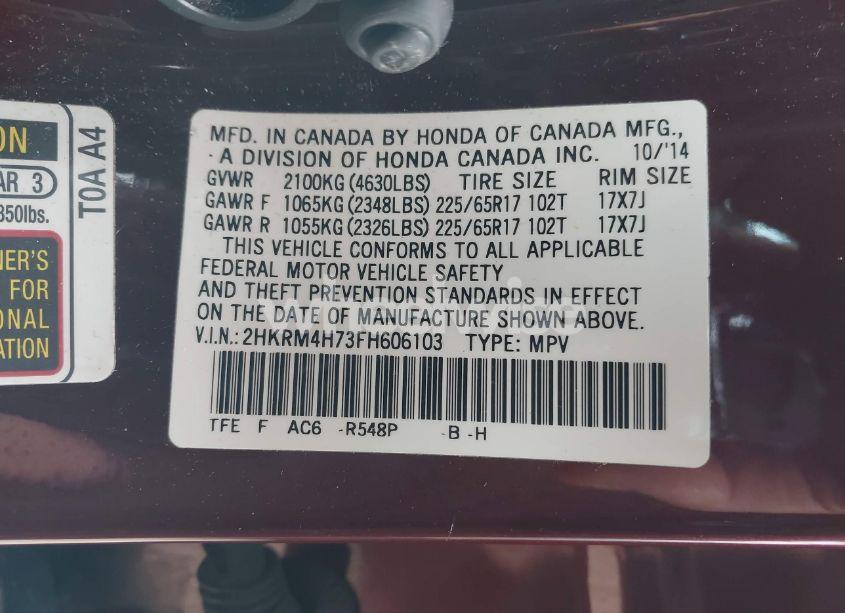 ON
AR 3
850lbs.
NER'S
FOR
ONAL
ATION
T0A A4
MFD. IN CANADA BY HONDA OF CANADA MFG.,
A DIVISION OF HONDA CANADA INC. 10/'14
GVWR 2100KG (4630LBS) TIRE SIZE RIM SIZE
GAWR F 1065KG (2348LBS) 225/65R17 102T 17X7J
GAWR R 1055KG (2326LBS) 225/65R17 102T 17X7J
THIS VEHICLE CONFORMS TO ALL APPLICABLE
FEDERAL MOTOR VEHICLE SAFETY
AND THEFT PREVENTION STANDARDS IN EFFECT
ON THE DATE OF MANUFACTURE SHOWN ABOVE.
V.I.N.: 2HKRM4H73FH606103 TYPE: MPV
TFE F AC6 -R548P -B -H